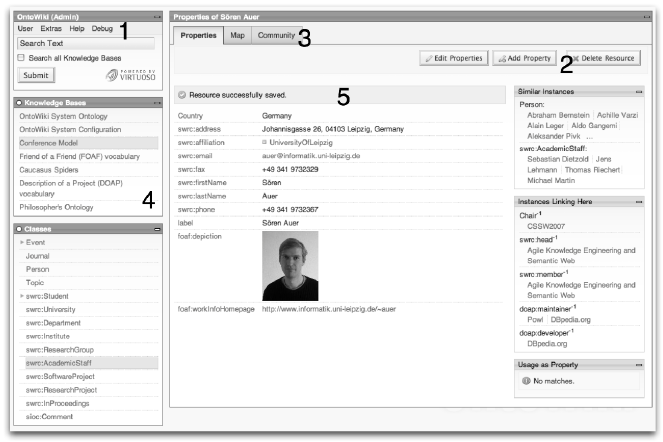 OntoWiki (Admin)
User Extras Help Debug
1
Search Text
Search all Knowledge Bases
Submit
POWERED BY
VIRTUOSO
Knowledge Bases
OntoWiki System Ontology
OntoWiki System Configuration
Conference Model
Friend of a Friend (FOAF) vocabulary
Caucasus Spiders
Description of a Project (DOAP)
vocabulary
4
Philosopher's Ontology
Classes
Event
Journal
Person
Topic
swrc:Student
swrc:University
swrc:Department
swrc:Institute
swrc:ResearchGroup
swrc:AcademicStaff
swrc:SoftwareProject
swrc:ResearchProject
swrc:InProceedings
sioc:Comment
Properties of Sören Auer
Properties Map Community
3
Edit Properties Add Property Delete Resource
2
Resource successfully saved.
5
Country Germany
swrc:address Johannisgasse 26, 04103 Leipzig, Germany
swrc:affiliation UniversityOfLeipzig
swrc:email auer@informatik.uni-leipzig.de
swrc:fax +49 341 9732329
swrc:firstName Sören
swrc:lastName Auer
swrc:phone +49 341 9732367
label Sören Auer
foaf:depiction
foaf:workInfoHomepage http://www.informatik.uni-leipzig.de/~auer
Similar Instances
Person:
Abraham Bernstein | Achille Varzi
Alain Leger | Aldo Gangemi |
Aleksander Pivk ...
swrc:AcademicStaff:
Sebastian Dietzold | Jens
Lehmann | Thomas Riechert |
Michael Martin
Instances Linking Here
Chair-1
CSSW2007
swrc:head-1
Agile Knowledge Engineering and
Semantic Web
swrc:member-1
Agile Knowledge Engineering and
Semantic Web
doap:maintainer-1
Powl | DBpedia.org
doap:developer-1
DBpedia.org
Usage as Property
No matches.